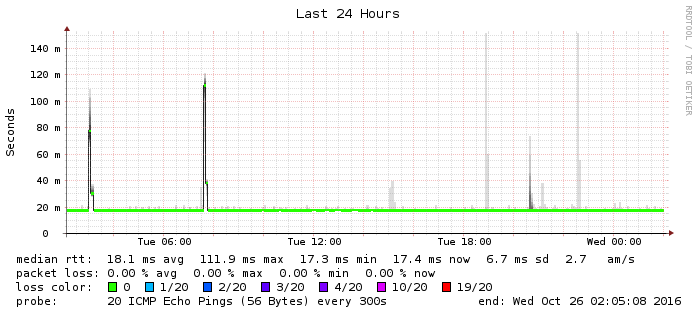 Last 24 Hours
RRDTOOL / TOBI OETIKER
Seconds
140 m
120 m
100 m
80 m
60 m
40 m
20 m
0
Tue 06:00 Tue 12:00 Tue 18:00 Wed 00:00
median rtt: 18.1 ms avg 111.9 ms max 17.3 ms min 17.4 ms now 6.7 ms sd 2.7 am/s
packet loss: 0.00 % avg 0.00 % max 0.00 % min 0.00 % now
loss color: 0 1/20 2/20 3/20 4/20 10/20 19/20
probe: 20 ICMP Echo Pings (56 Bytes) every 300s end: Wed Oct 26 02:05:08 2016